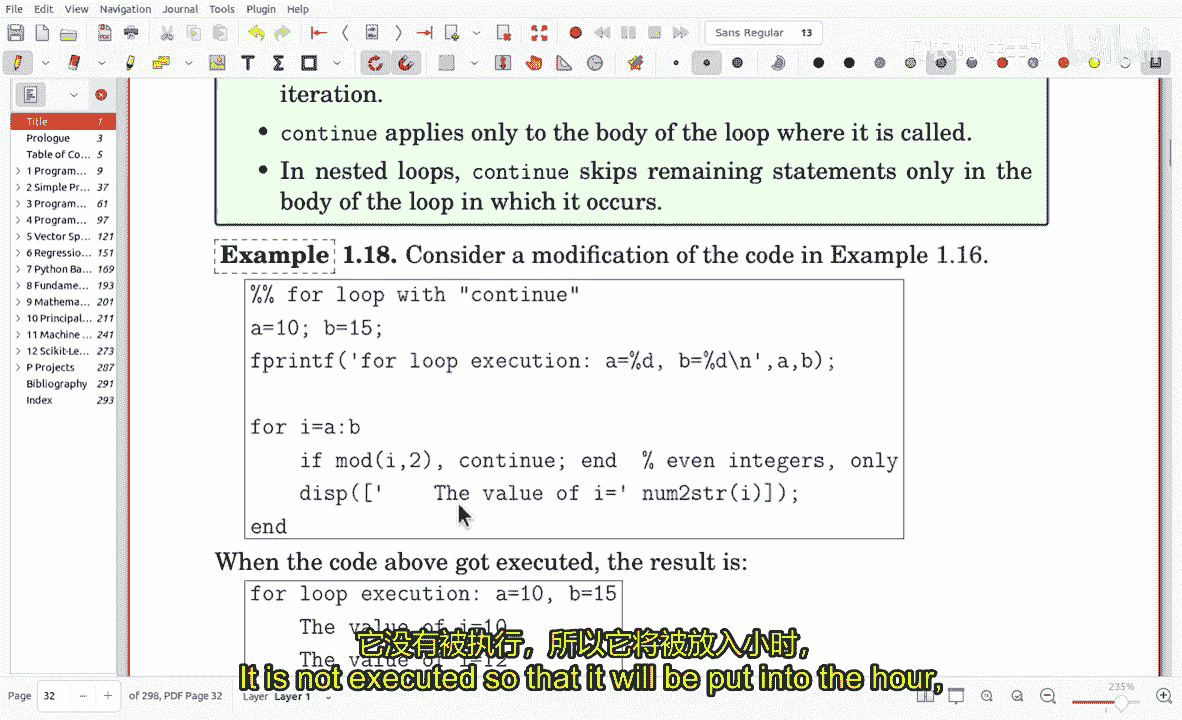 File Edit View Navigation Journal Tools Plugin Help
Sans Regular 13
Title 1
Prologue 3
Table of Co... 5
1 Program... 9
2 Simple Pr... 37
3 Program... 61
4 Program... 97
5 Vector Sp... 121
6 Regressio... 151
7 Python Ba... 169
8 Fundame... 193
9 Mathema... 201
10 Principal... 211
11 Machine ... 241
12 Scikit-Le... 273
P Projects 287
Bibliography 291
Index 293
iteration.
• continue applies only to the body of the loop where it is called.
• In nested loops, continue skips remaining statements only in the
body of the loop in which it occurs.
Example 1.18. Consider a modification of the code in Example 1.16.
%% for loop with "continue"
a=10; b=15;
fprintf('for loop execution: a=%d, b=%d\n',a,b);
for i=a:b
if mod(i,2), continue; end % even integers, only
disp([' The value of i=' num2str(i)]);
end
When the code above got executed, the result is:
for loop execution: a=10, b=15
The value of i=10
The value of i=12
它没有被执行，所以它将被放入小时，
It is not executed so that it will be put into the hour,
Page 32 − + of 298, PDF Page 32 Layer Layer 1
235%